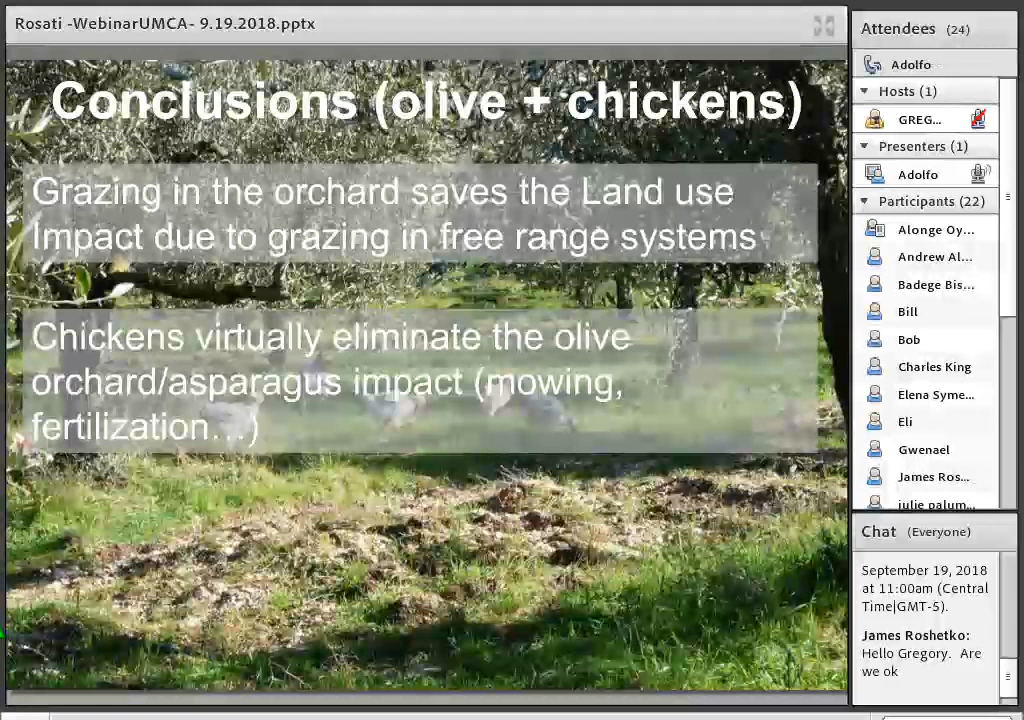 Rosati -WebinarUMCA- 9.19.2018.pptx
Conclusions (olive + chickens)
Grazing in the orchard saves the Land use
Impact due to grazing in free range systems
Chickens virtually eliminate the olive
orchard/asparagus impact (mowing,
fertilization…)
Attendees (24)
Adolfo
Hosts (1)
GREG...
Presenters (1)
Adolfo
Participants (22)
Alonge Oy...
Andrew Al...
Badege Bis...
Bill
Bob
Charles King
Elena Syme...
Eli
Gwenael
James Ros...
julie palum...
Chat (Everyone)
September 19, 2018
at 11:00am (Central
Time|GMT-5).
James Roshetko:
Hello Gregory. Are
we ok